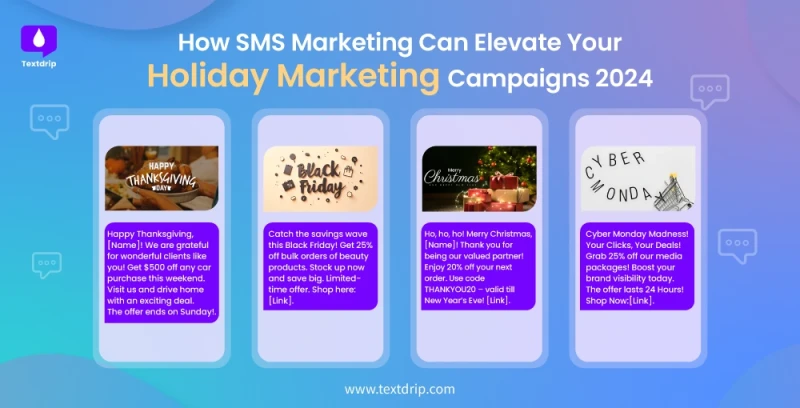 Textdrip
How SMS Marketing Can Elevate Your
Holiday Marketing Campaigns 2024
HAPPY
THANKSGIVING
DAY
Happy Thanksgiving,
[Name]! We are grateful
for wonderful clients like
you! Get $500 off any car
purchase this weekend.
Visit us and drive home
with an exciting deal.
The offer ends on Sunday!.
Black
Friday
Catch the savings wave
this Black Friday! Get 25%
off bulk orders of beauty
products. Stock up now
and save big. Limited-
time offer. Shop here:
[Link].
Merry
Christmas
Ho, ho, ho! Merry Christmas,
[Name]! Thank you for
being our valued partner!
Enjoy 20% off your next
order. Use code
THANKYOU20 – valid till
New Year's Eve! [Link].
CYBER
MONDAY
Cyber Monday Madness!
Your Clicks, Your Deals!
Grab 25% off our media
packages! Boost your
brand visibility today.
The offer lasts 24 Hours!
Shop Now:[Link].
www.textdrip.com